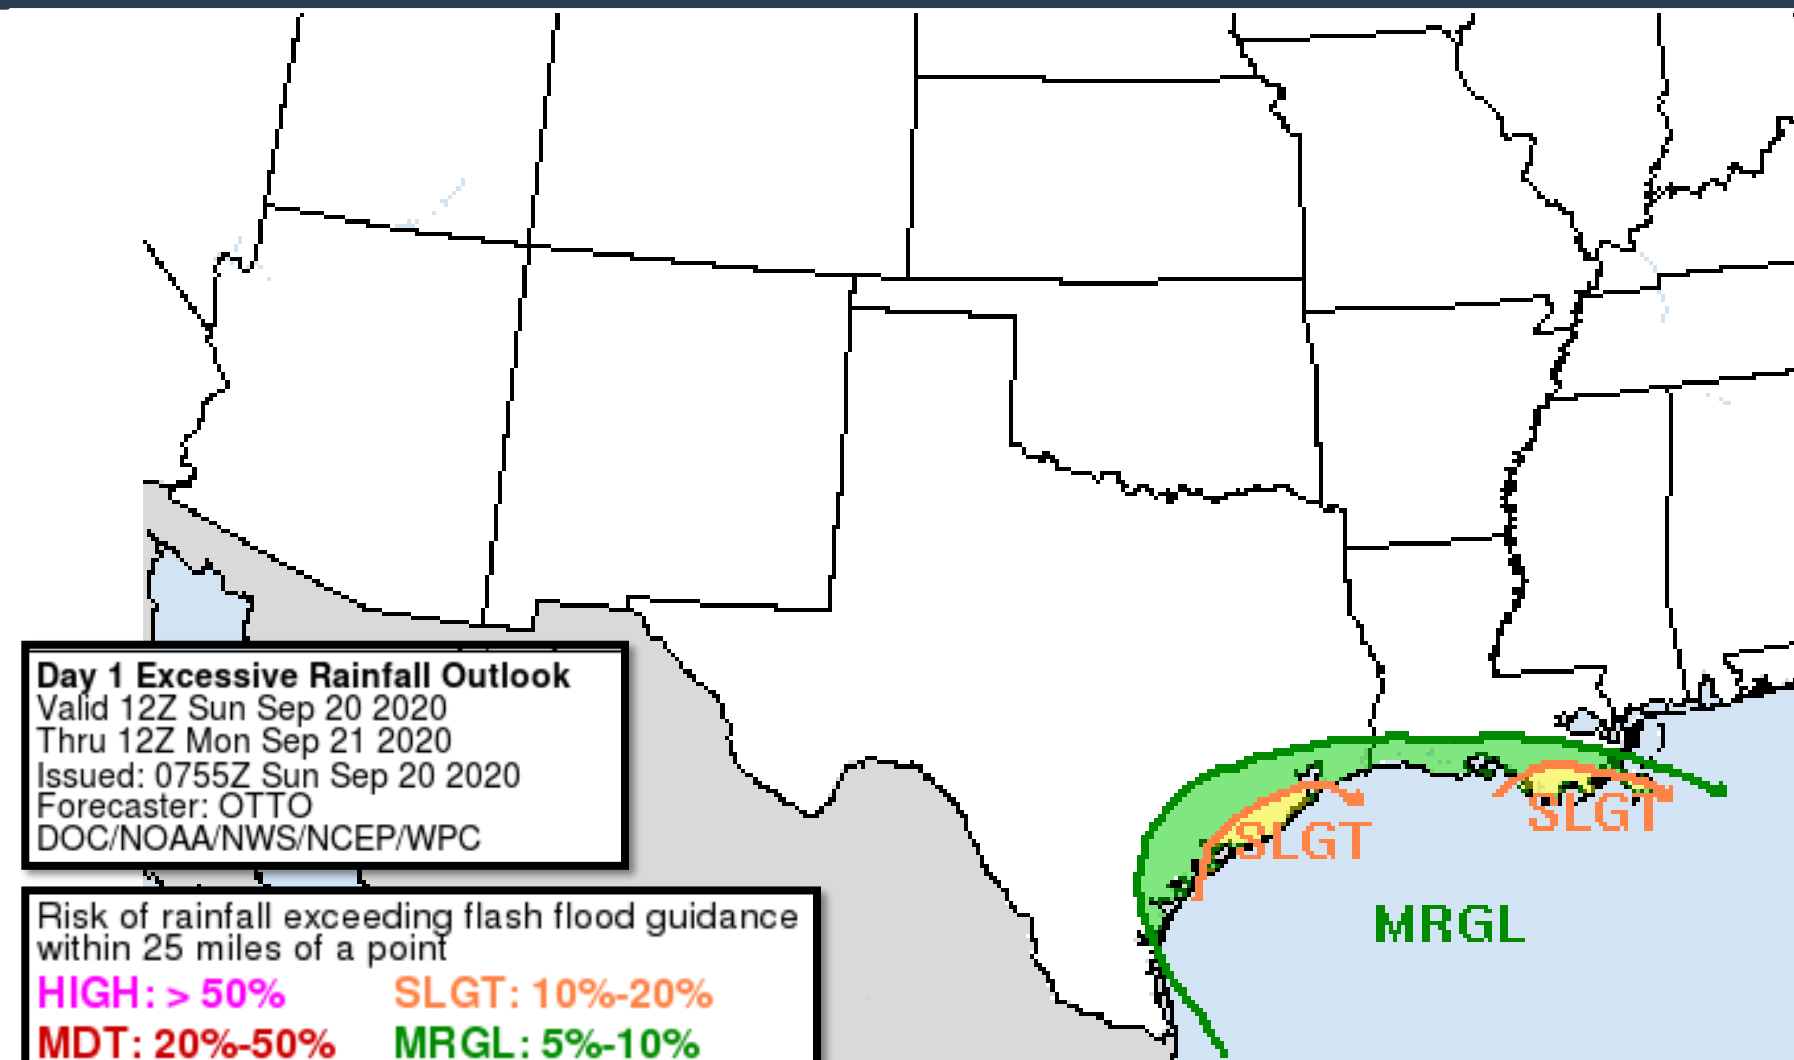 Day 1 Excessive Rainfall Outlook
Valid 12Z Sun Sep 20 2020
Thru 12Z Mon Sep 21 2020
Issued: 0755Z Sun Sep 20 2020
Forecaster: OTTO
DOC/NOAA/NWS/NCEP/WPC
SLGT
SLGT
MRGL
Risk of rainfall exceeding flash flood guidance
within 25 miles of a point
HIGH: > 50% SLGT: 10%-20%
MDT: 20%-50% MRGL: 5%-10%